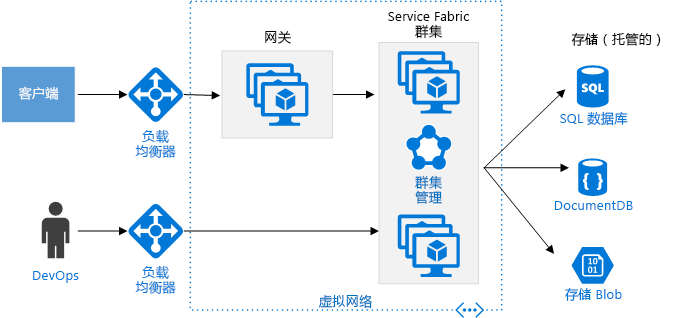 Service Fabric
群集
网关
存储（托管的）
客户端
SQL
SQL 数据库
负载
均衡器
群集
管理
DocumentDB
DevOps
负载
均衡器
10
01
存储 Blob
虚拟网络